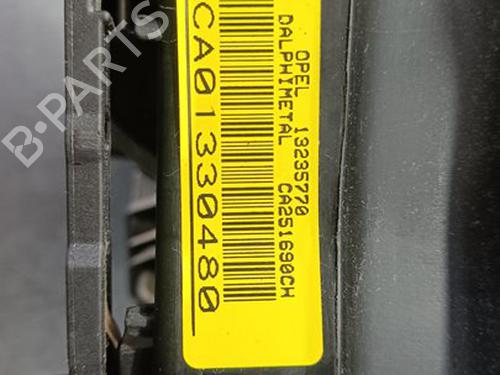 OPEL 13235770
DALPHIMETAL CA251690CH
CA01330480
B-PARTS